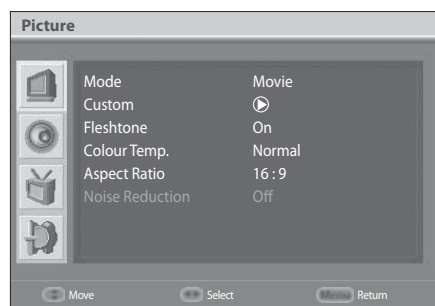 Picture
Mode Movie
Custom
Fleshtone On
Colour Temp. Normal
Aspect Ratio 16 : 9
Noise Reduction Off
Move Select Menu Return